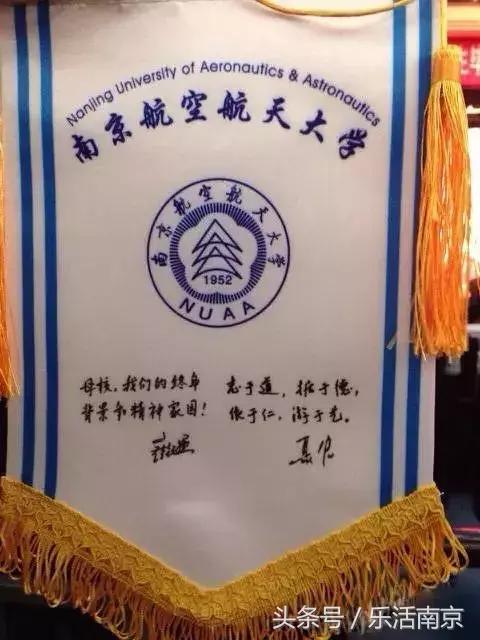 Nanjing University of Aeronautics & Astronautics
南京航空航天大学
南京航空航天大学
1952
NUAA
母校，我们的终身
背景和精神家园！
志于道，据于德，
依于仁，游于艺。
聂宏
头条号／乐活南京